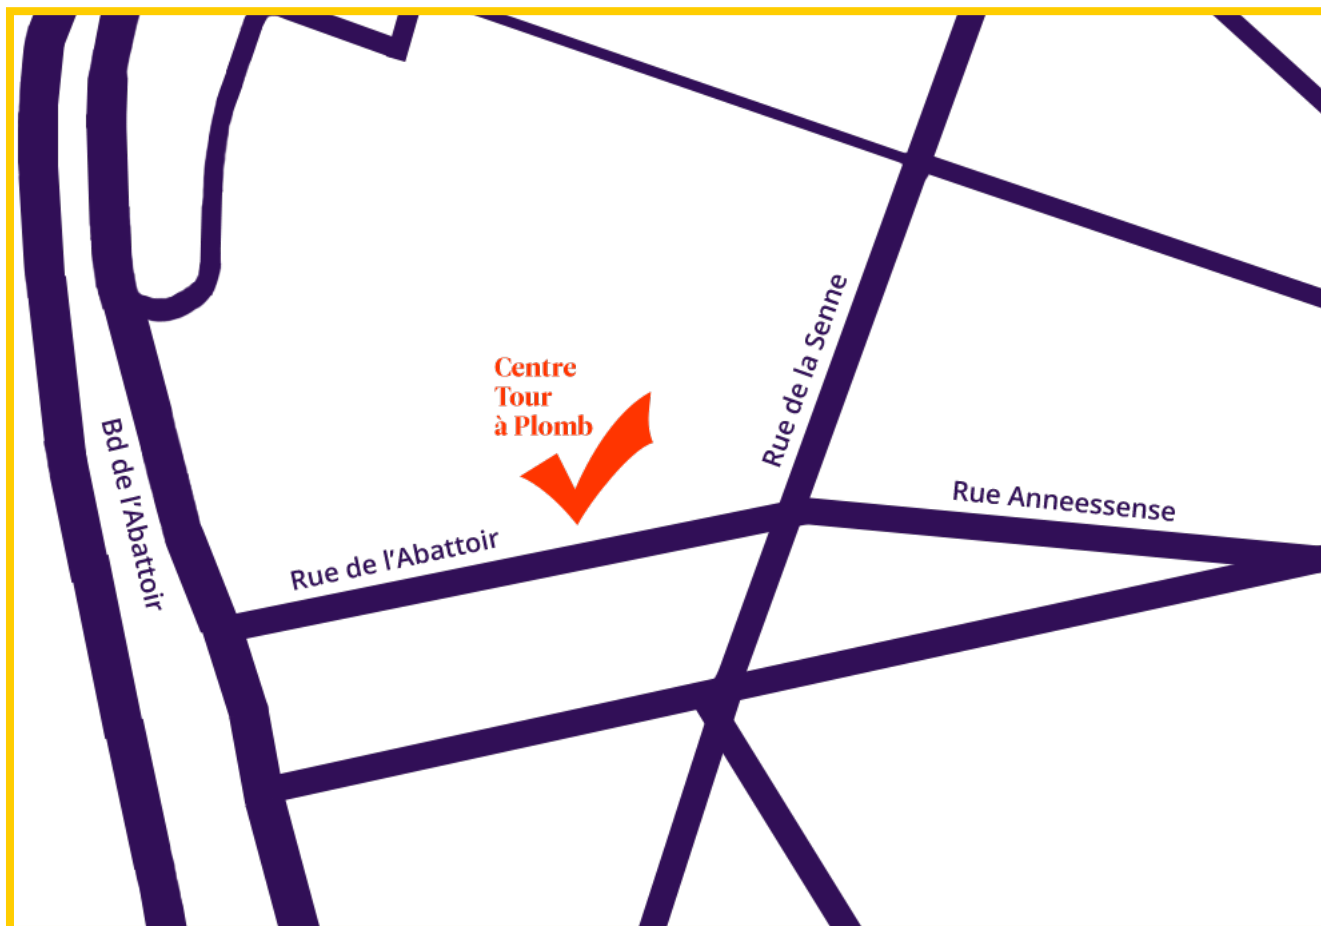 Centre
Tour
à Plomb
Rue de la Senne
Bd de l'Abattoir
Rue de l'Abattoir
Rue Anneessense